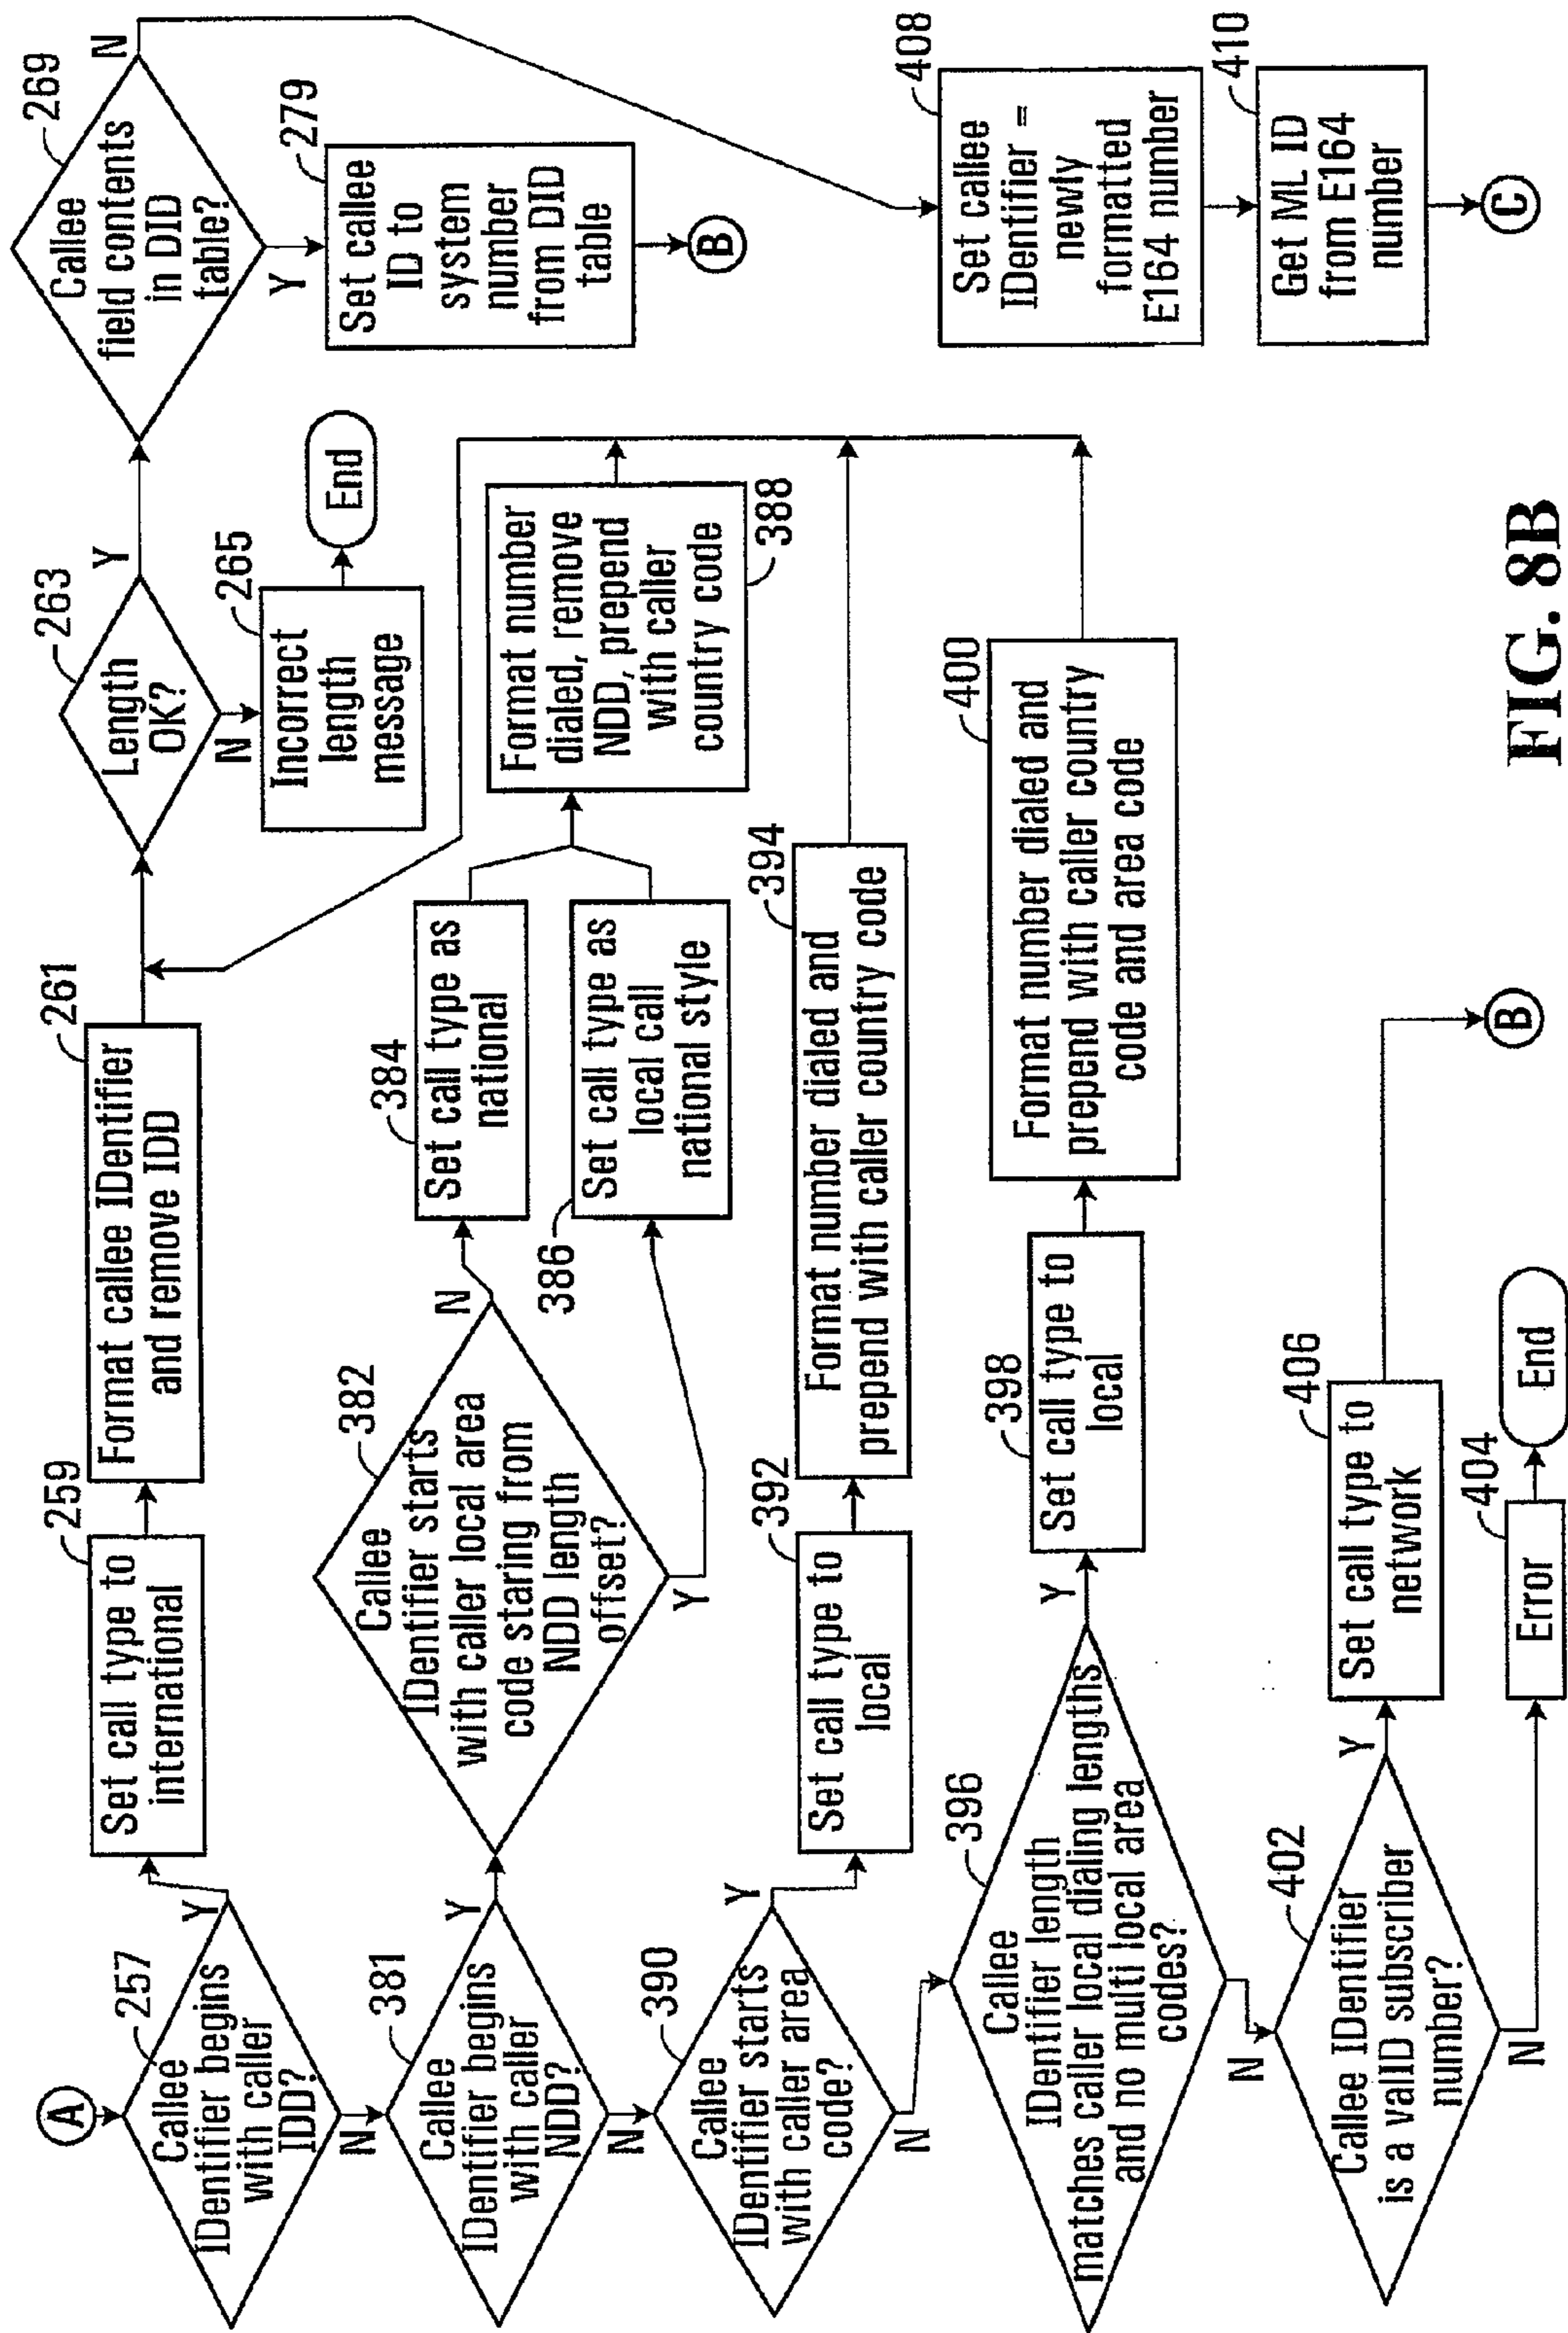 A
257
Callee
IDentifier begins
with caller
IDD?
Y
N
259
Set call type to
international
261
Format callee IDentifier
and remove IDD
263
Length
OK?
Y
N
265
Incorrect
length
message
End
269
Callee
field contents
in DID
table?
N
Y
279
Set callee
ID to
system
number
from DID
table
B
381
Callee
IDentifier begins
with caller
NDD?
Y
N
382
Callee
IDentifier starts
with caller local area
code staring from
NDD length
offset?
N
Y
384
Set call type as
national
386
Set call type as
local call
national style
Format number
dialed, remove
NDD, prepend
with caller
country code
388
390
Callee
IDentifier starts
with caller area
code?
Y
N
392
Set call type to
local
394
Format number dialed and
prepend with caller country code
396
Callee
IDentifier length
matches caller local dialing lengths
and no multi local area
codes?
Y
N
398
Set call type to
local
400
Format number dialed and
prepend with caller country
code and area code
402
Callee IDentifier
is a valID subscriber
number?
Y
N
406
Set call type to
network
B
404
Error
End
408
Set callee
IDentifier =
newly
formatted
E164 number
410
Get ML ID
from E164
number
C
FIG. 8B